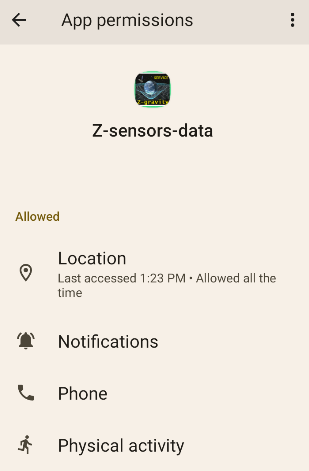 App permissions
Z-gravity
Z-sensors-data
Allowed
Location
Last accessed 1:23 PM • Allowed all the
time
Notifications
Phone
Physical activity